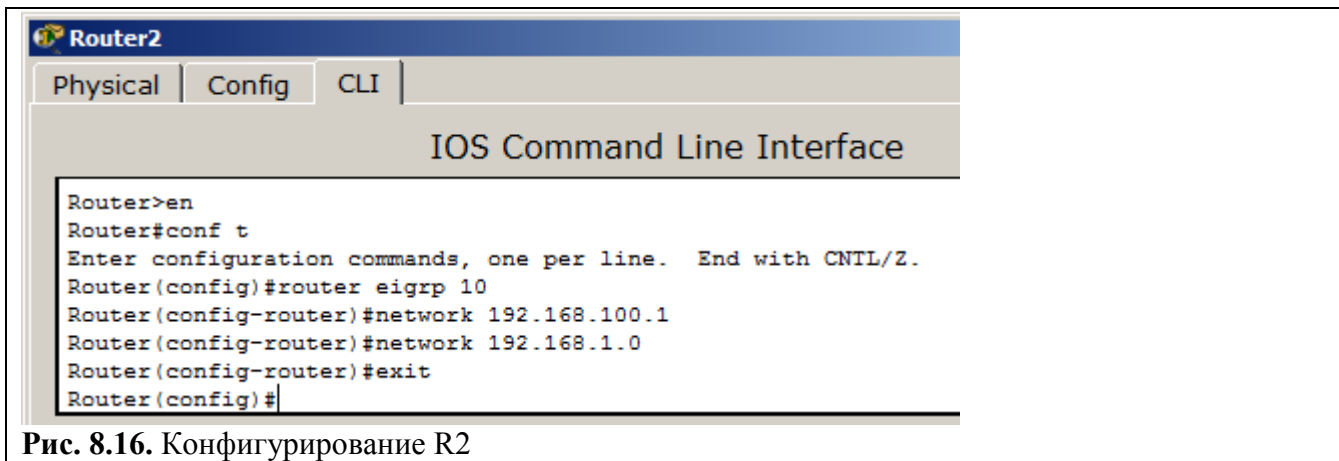 Router2
Physical Config CLI
IOS Command Line Interface
Router>en
Router#conf t
Enter configuration commands, one per line.  End with CNTL/Z.
Router(config)#router eigrp 10
Router(config-router)#network 192.168.100.1
Router(config-router)#network 192.168.1.0
Router(config-router)#exit
Router(config)#
Рис. 8.16. Конфигурирование R2